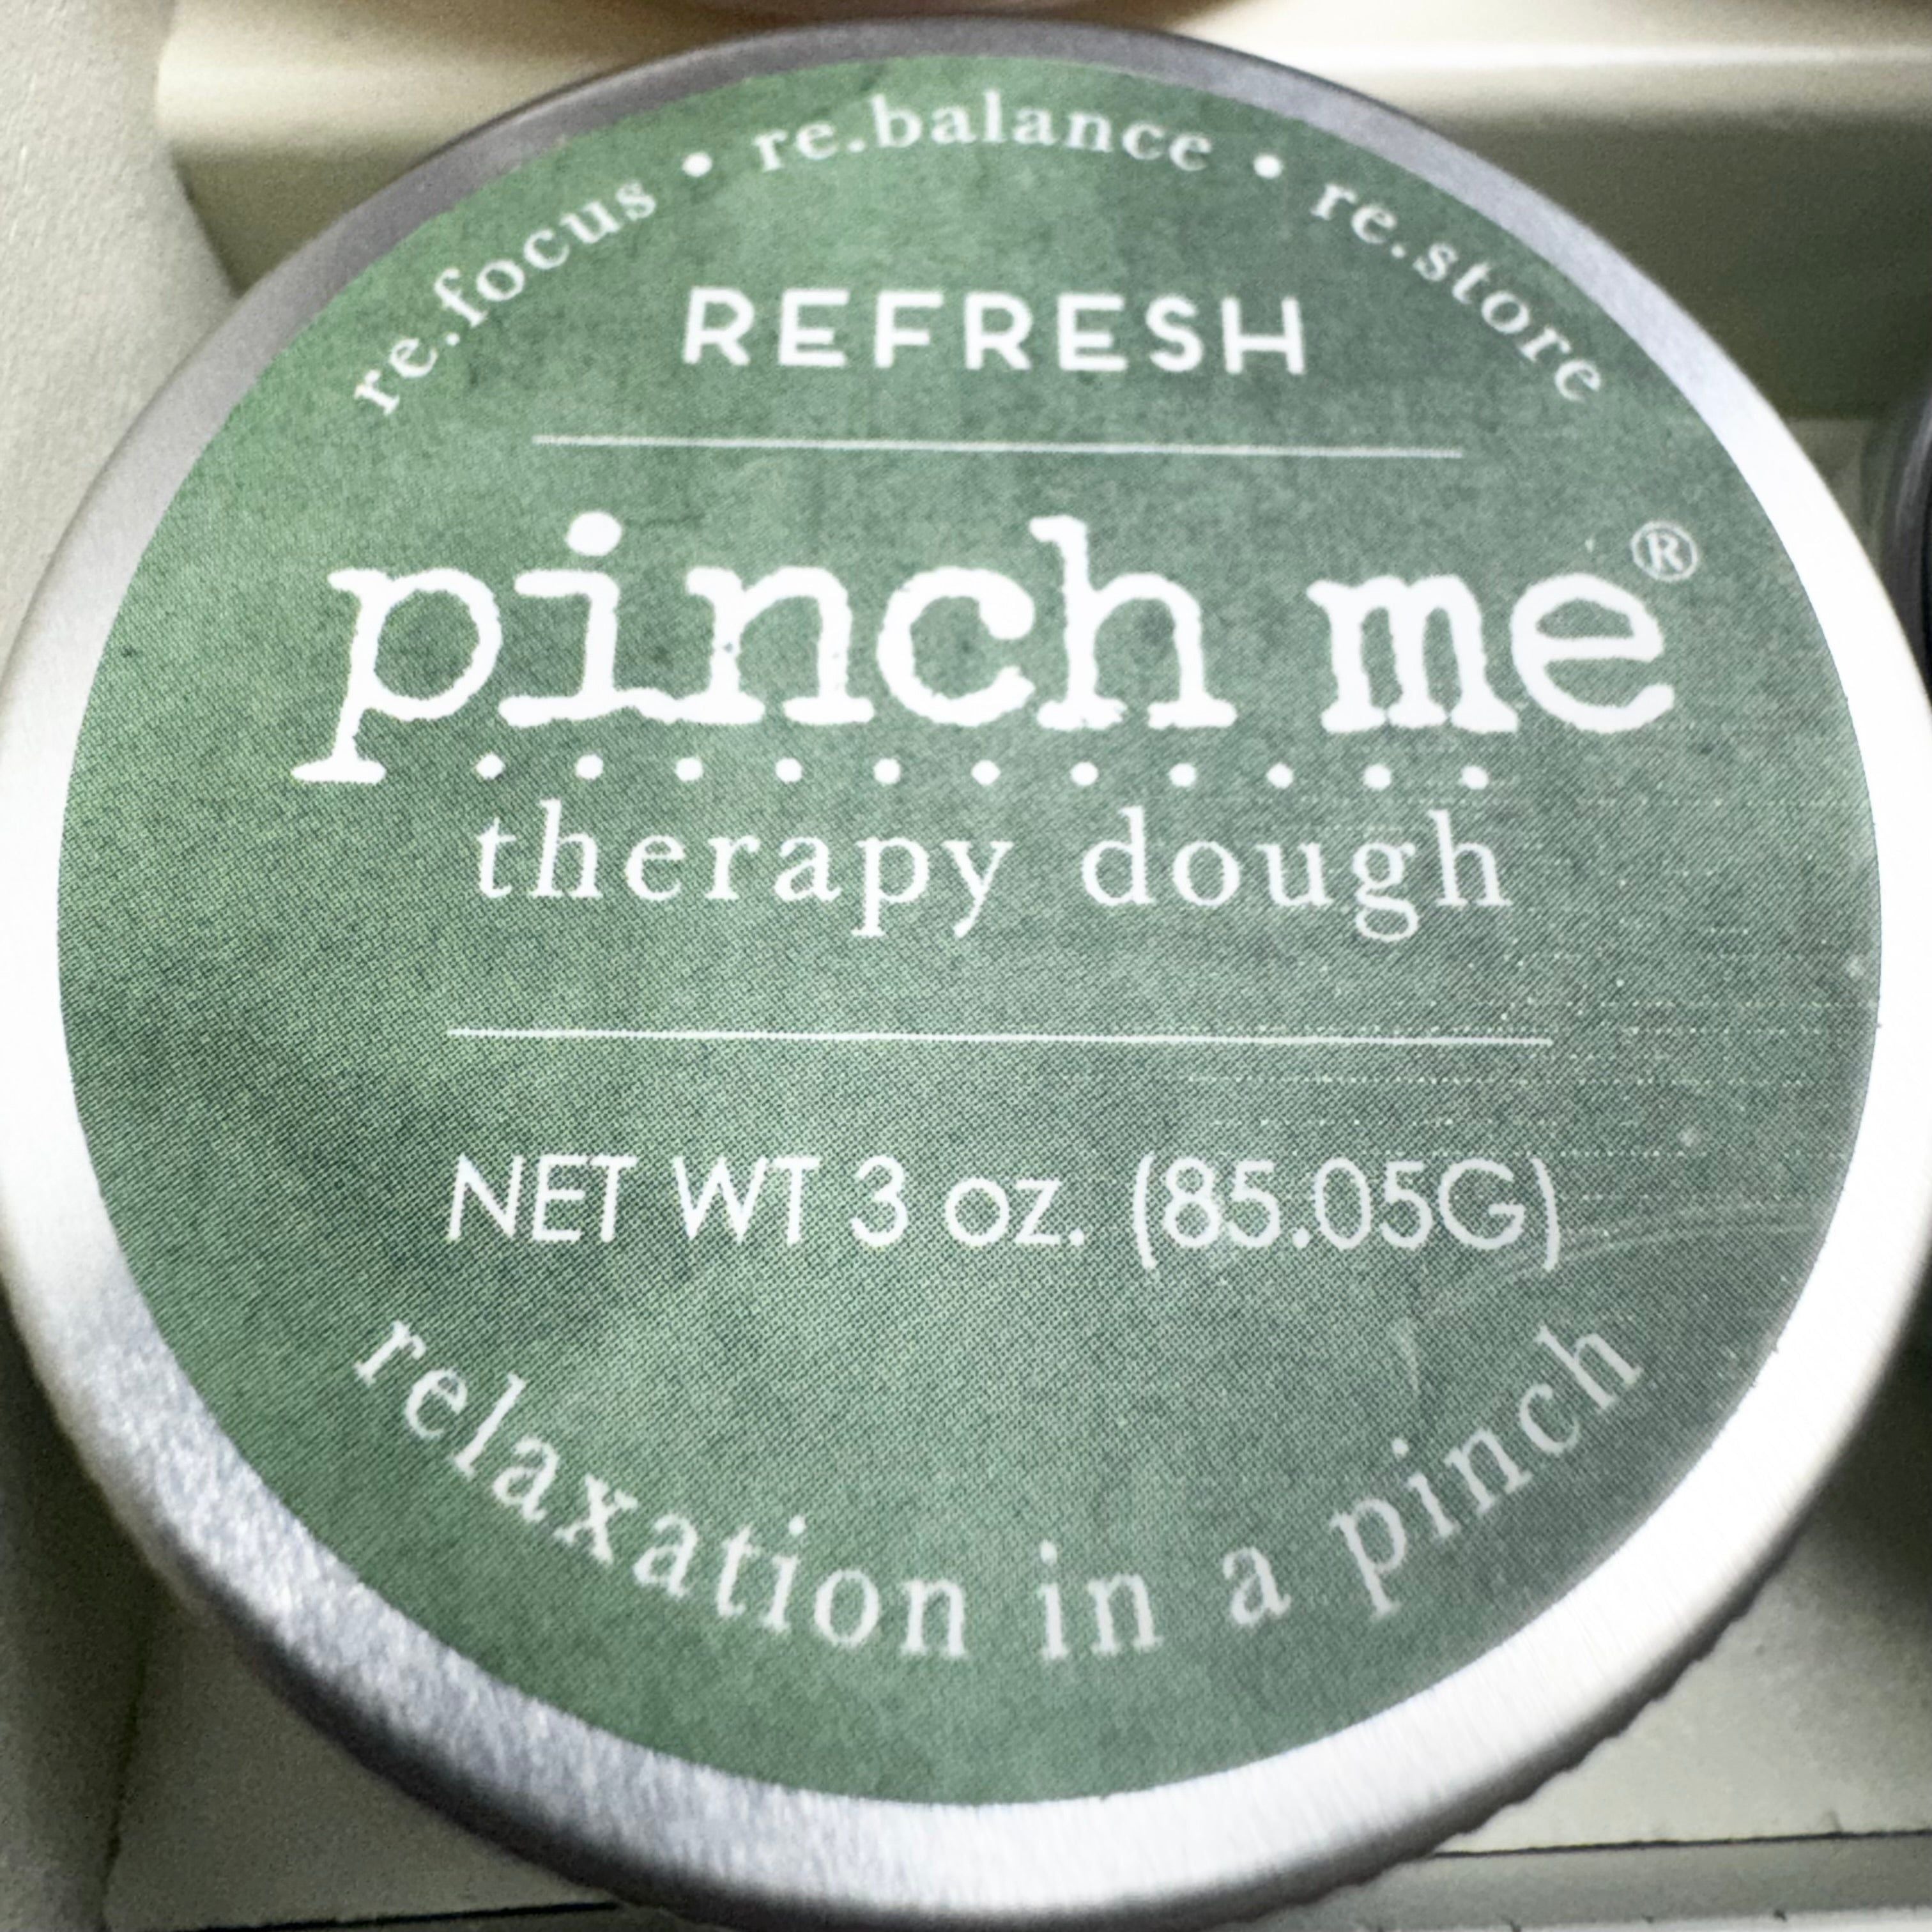 re.focus • re.balance • re.store
REFRESH
pinch me®
therapy dough
NET WT 3 oz. (85.05G)
relaxation in a pinch